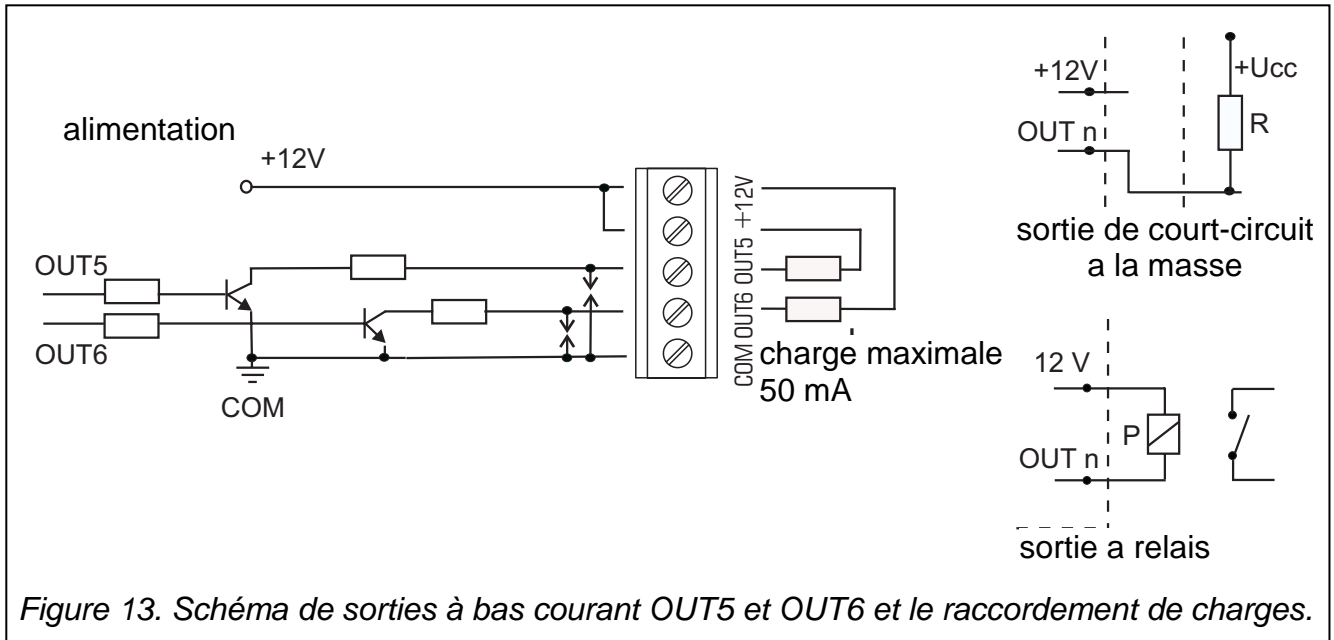 alimentation
+12V
OUT5
OUT6
COM
COM OUT6 OUT5 +12V
charge maximale
50 mA
+12V
+Ucc
OUT n
R
sortie de court-circuit
a la masse
12 V
P
OUT n
sortie a relais
Figure 13. Schéma de sorties à bas courant OUT5 et OUT6 et le raccordement de charges.